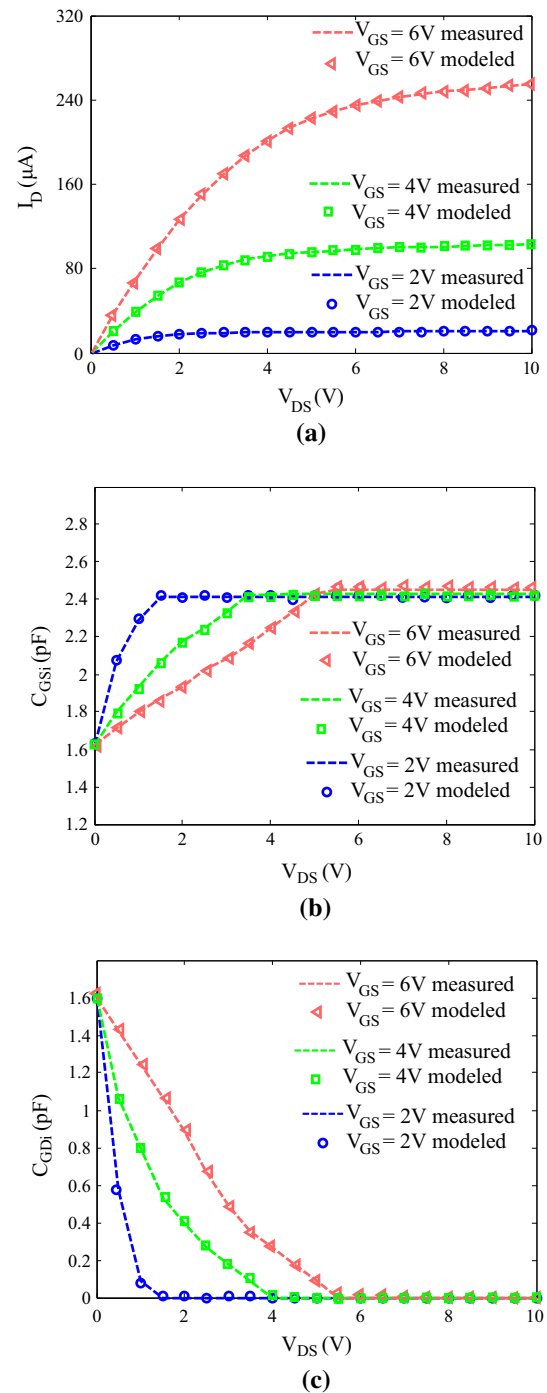 V_GS = 6V measured
V_GS = 6V modeled
V_GS = 4V measured
V_GS = 4V modeled
V_GS = 2V measured
V_GS = 2V modeled
I_D (μA)
320
240
160
80
0
0 2 4 6 8 10
V_DS (V)
(a)
C_GSi (pF)
2.8
2.6
2.4
2.2
2
1.8
1.6
1.4
1.2
V_GS = 6V measured
V_GS = 6V modeled
V_GS = 4V measured
V_GS = 4V modeled
V_GS = 2V measured
V_GS = 2V modeled
0 2 4 6 8 10
V_DS (V)
(b)
C_GDi (pF)
1.6
1.4
1.2
1
0.8
0.6
0.4
0.2
0
V_GS = 6V measured
V_GS = 6V modeled
V_GS = 4V measured
V_GS = 4V modeled
V_GS = 2V measured
V_GS = 2V modeled
0 2 4 6 8 10
V_DS (V)
(c)